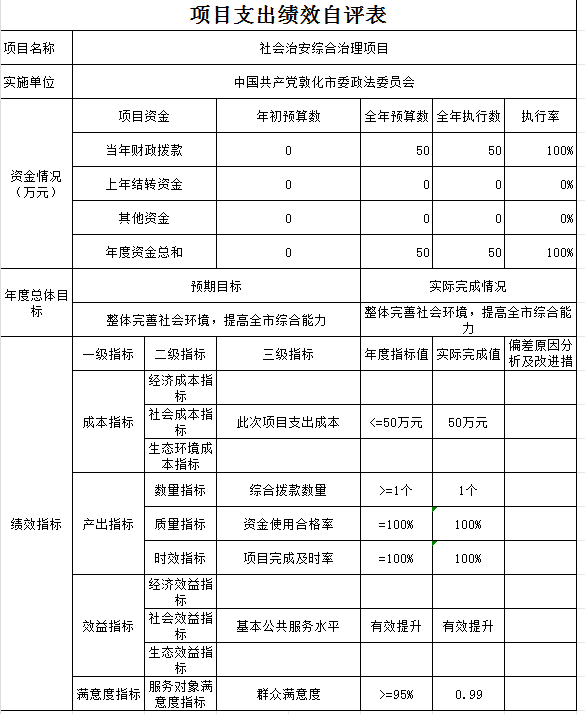 项目支出绩效自评表
项目名称 社会治安综合治理项目
实施单位 中国共产党敦化市委政法委员会
资金情况
（万元）
项目资金 年初预算数 全年预算数 全年执行数 执行率
当年财政拨款 0 50 50 100%
上年结转资金 0 0 0 0%
其他资金 0 0 0 0%
年度资金总和 0 50 50 100%
年度总体目
标
预期目标 实际完成情况
整体完善社会环境，提高全市综合能力
整体完善社会环境，提高全市综合能
力
绩效指标
一级指标 二级指标 三级指标 年度指标值 实际完成值
偏差原因分
析及改进措
成本指标
经济成本指
标
社会成本指
标
此次项目支出成本 <=50万元 50万元
生态环境成
本指标
产出指标
数量指标 综合拨款数量 >=1个 1个
质量指标 资金使用合格率 =100% 100%
时效指标 项目完成及时率 =100% 100%
效益指标
经济效益指
标
社会效益指
标
基本公共服务水平 有效提升 有效提升
生态效益指
标
满意度指标
服务对象满
意度指标
群众满意度 >=95% 0.99